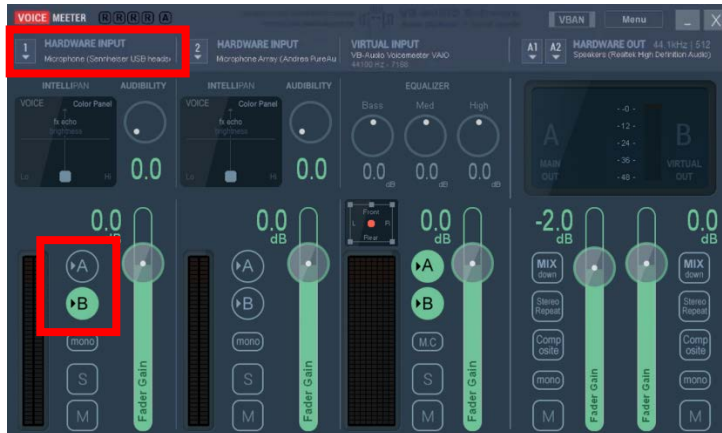 VOICE MEETER R R R R A VBAN Menu _ X
1 HARDWARE INPUT
Microphone (Sennheiser USB heads
2 HARDWARE INPUT
Microphone Array (Andrea PureAu
VIRTUAL INPUT
VB-Audio Voicemeeter VAIO
A1 A2 HARDWARE OUT 44.1kHz | 512
Speakers (Realtek High Definition Audio)
INTELLIPAN AUDIBILITY
VOICE Color Panel
fx echo
brightness
Lo Hi
0.0
INTELLIPAN AUDIBILITY
VOICE Color Panel
fx echo
brightness
Lo Hi
0.0
EQUALIZER
Bass Med High
0.0 0.0 0.0
dB dB dB
A
MAIN
OUT
-0-
-12-
-24-
-36-
-48-
B
VIRTUAL
OUT
0.0
dB
A
B
mono
S
M
Fader Gain
0.0
dB
A
B
mono
S
M
Fader Gain
Front
L R
Rear
0.0
dB
A
B
M.C
S
M
Fader Gain
-2.0
dB
MIX
down
Stereo
Repeat
Comp
osite
mono
M
Fader Gain
Fader Gain
0.0
dB
MIX
down
Stereo
Repeat
Comp
osite
mono
M